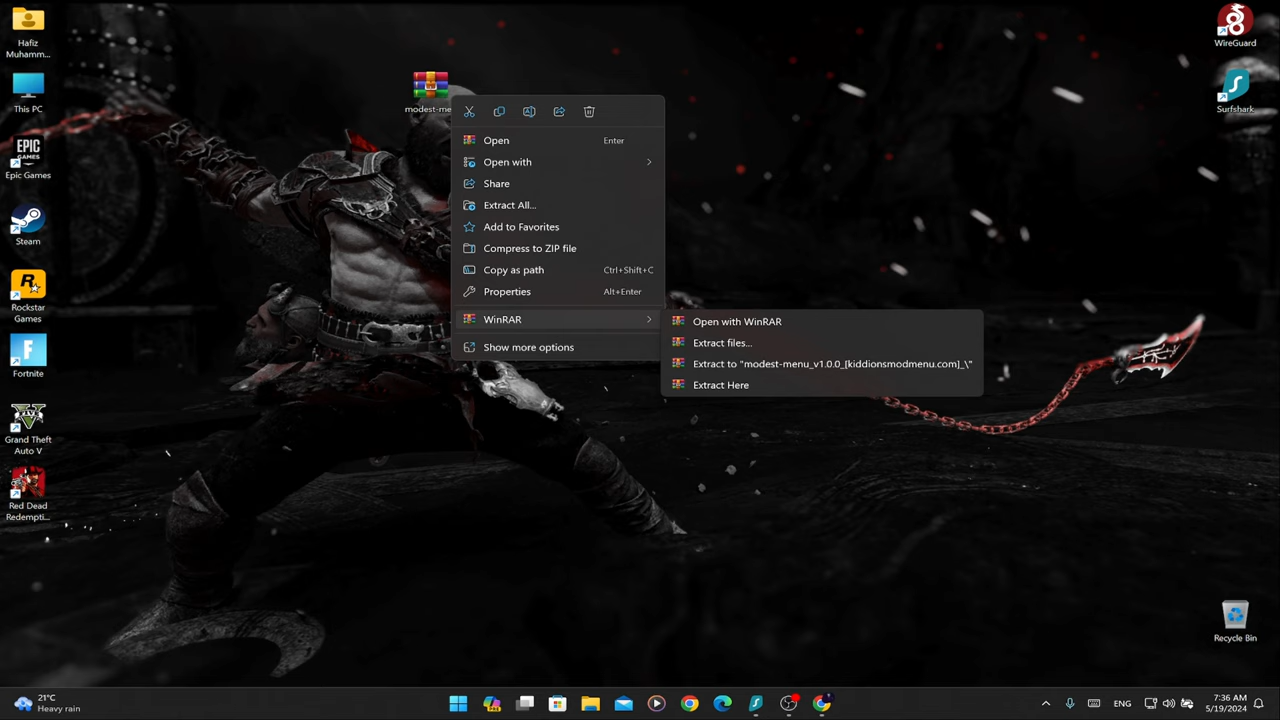 Hafiz
Muhamm...
This PC
EPIC
GAMES
Epic Games
Steam
Rockstar
Games
Fortnite
Grand Theft
Auto V
Red Dead
Redempti...
modest-me
Open Enter
Open with
Share
Extract All...
Add to Favorites
Compress to ZIP file
Copy as path Ctrl+Shift+C
Properties Alt+Enter
WinRAR
Show more options
Open with WinRAR
Extract files...
Extract to "modest-menu_v1.0.0_[kiddionsmodmenu.com]_\"
Extract Here
WireGuard
Surfshark
Recycle Bin
21°C
Heavy rain
ENG
7:36 AM
5/19/2024